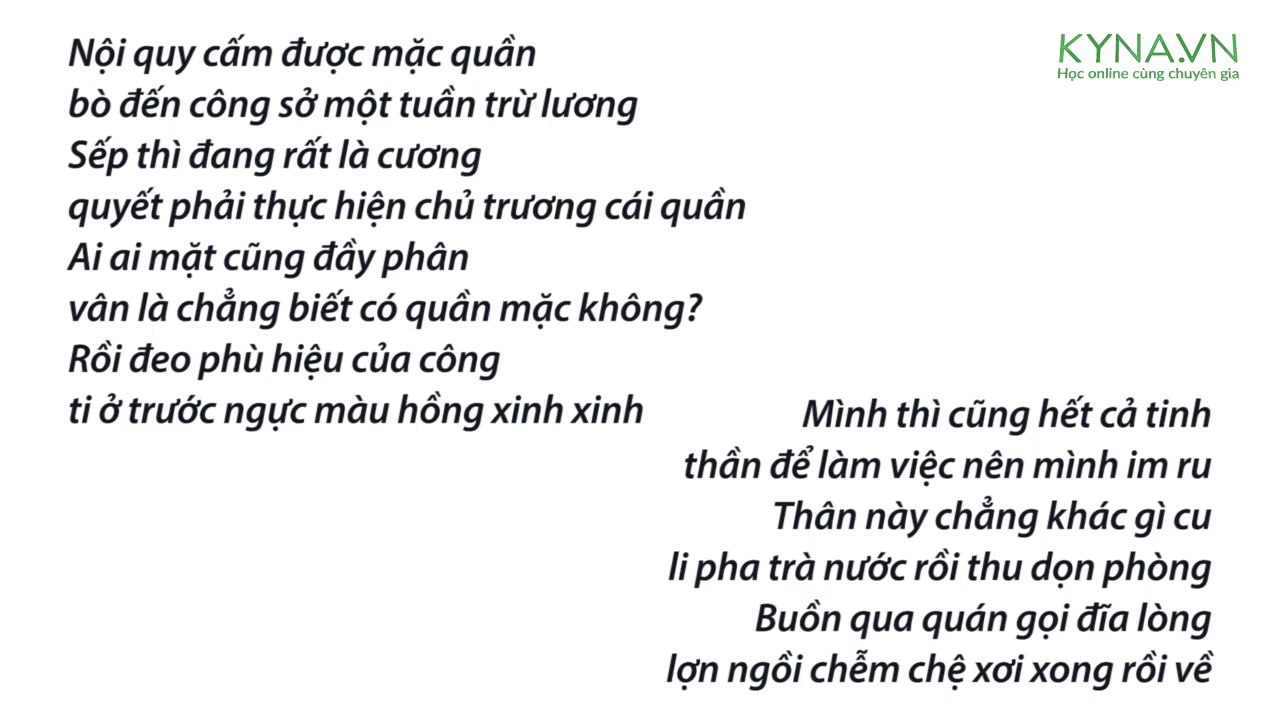 Nội quy cấm được mặc quần
bò đến công sở một tuần trừ lương
Sếp thì đang rất là cương
quyết phải thực hiện chủ trương cái quần
Ai ai mặt cũng đầy phân
vân là chẳng biết có quần mặc không?
Rồi đeo phù hiệu của công
ti ở trước ngực màu hồng xinh xinh
Mình thì cũng hết cả tinh
thần để làm việc nên mình im ru
Thân này chẳng khác gì cu
li pha trà nước rồi thu dọn phòng
Buồn qua quán gọi đĩa lòng
lợn ngồi chễm chệ xơi xong rồi về
KYNA.VN
Học online cùng chuyên gia